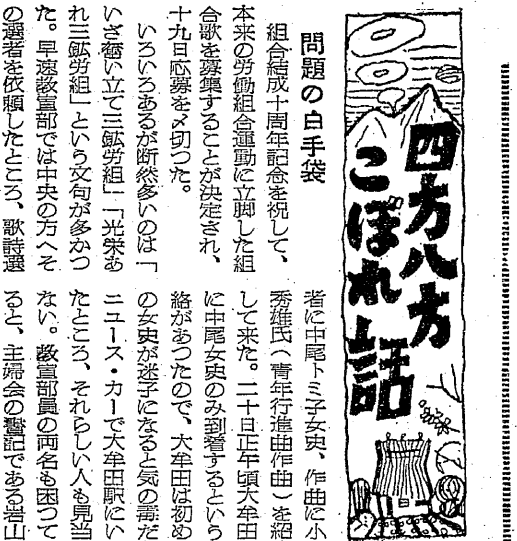 四方八方
こぼれ話
問題の白手袋
組合結成十周年記念を祝して、
本来の労働組合運動に立脚した組
合歌を募集することが決定され、
十九日応募を〆切つた。
いろいろあるが断然多いのは「
いざ奮い立て三鉱労組」「光栄あ
れ三鉱労組」という文句が多かつ
た。早速教宣部では中央の方へそ
の選者を依頼したところ、歌詩選
者に中尾トミ子女史、作曲に小
秀雄氏(青年行進曲作曲)を紹
して来た。二十日正午頃大牟田
に中尾女史のみ到着するという
絡があつたので、大牟田は初め
の女史が迷子になると気の毒だ
ニュース・カーで大牟田駅にい
たところ、それらしい人も見当
ない。教宣部員の両名も困つて
ると、主婦会の書記である岩山